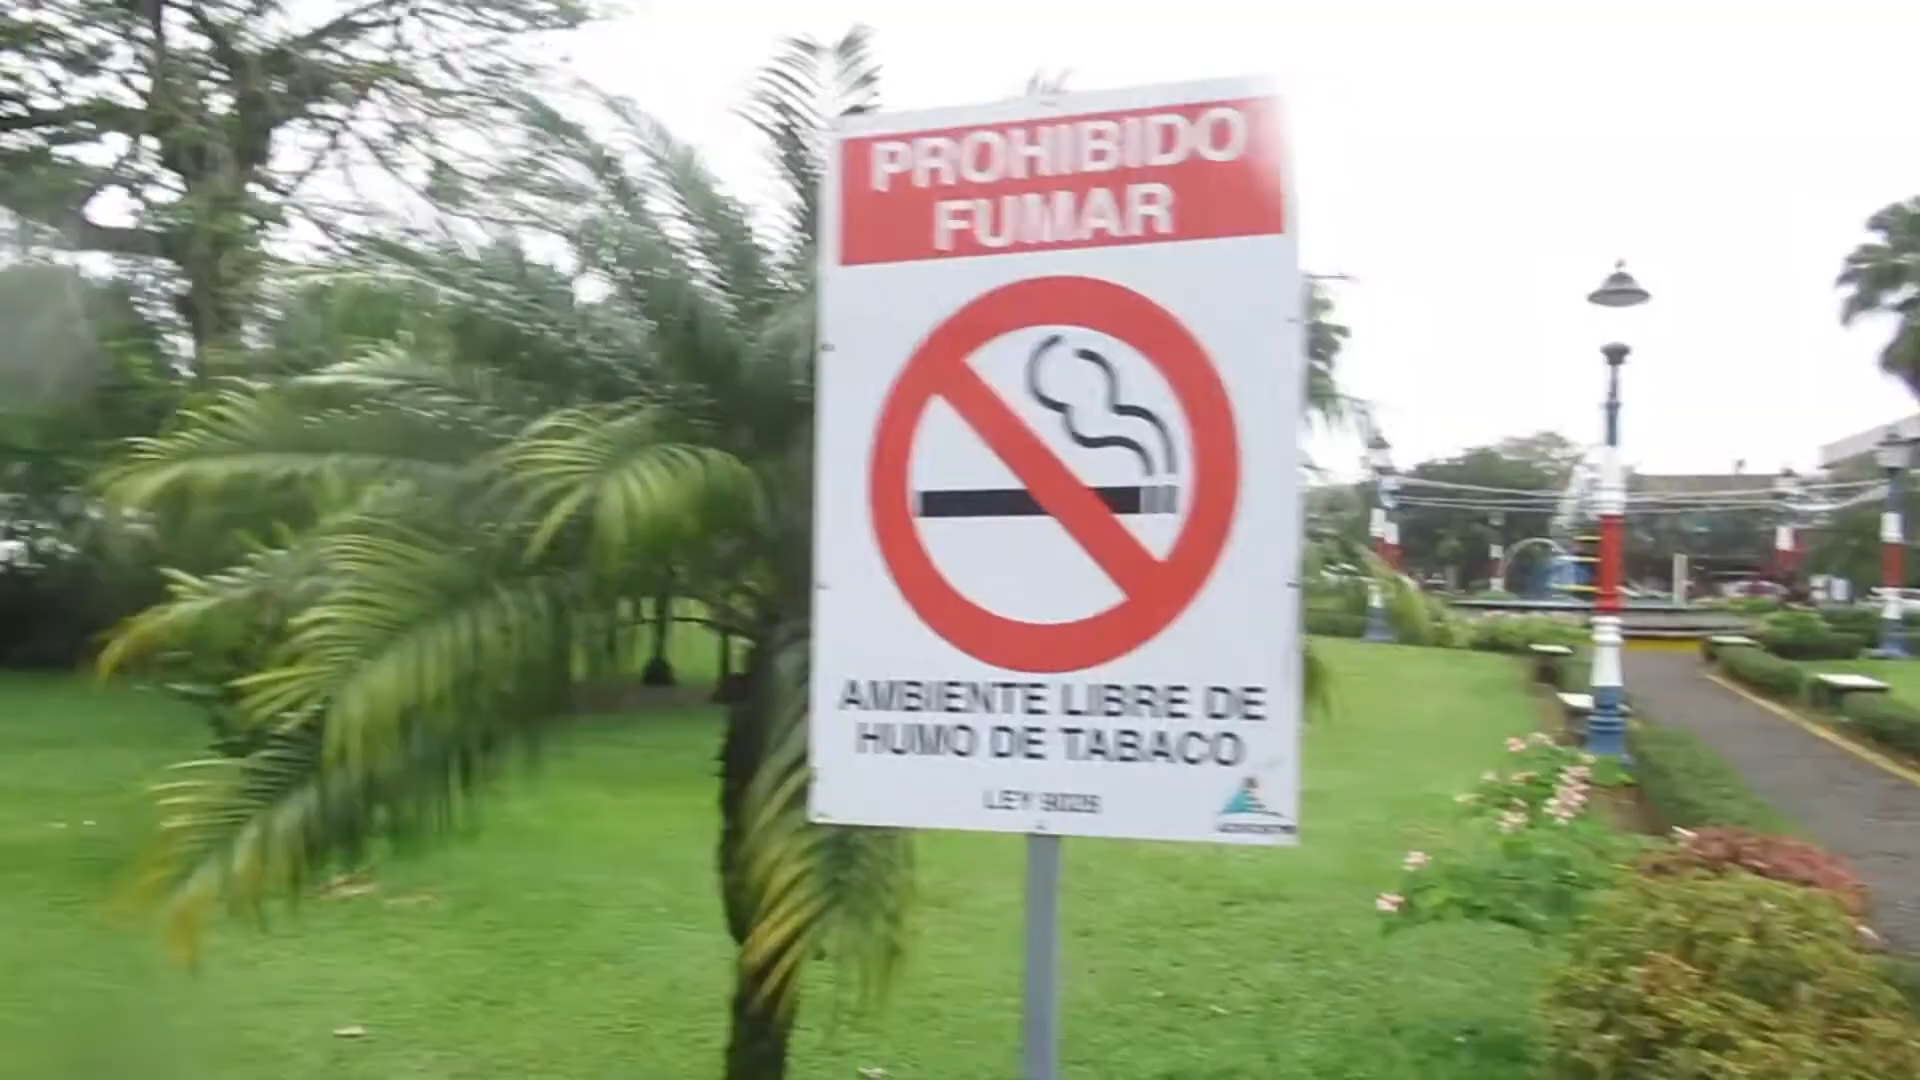 PROHIBIDO
FUMAR
AMBIENTE LIBRE DE
HUMO DE TABACO
LEY 9028